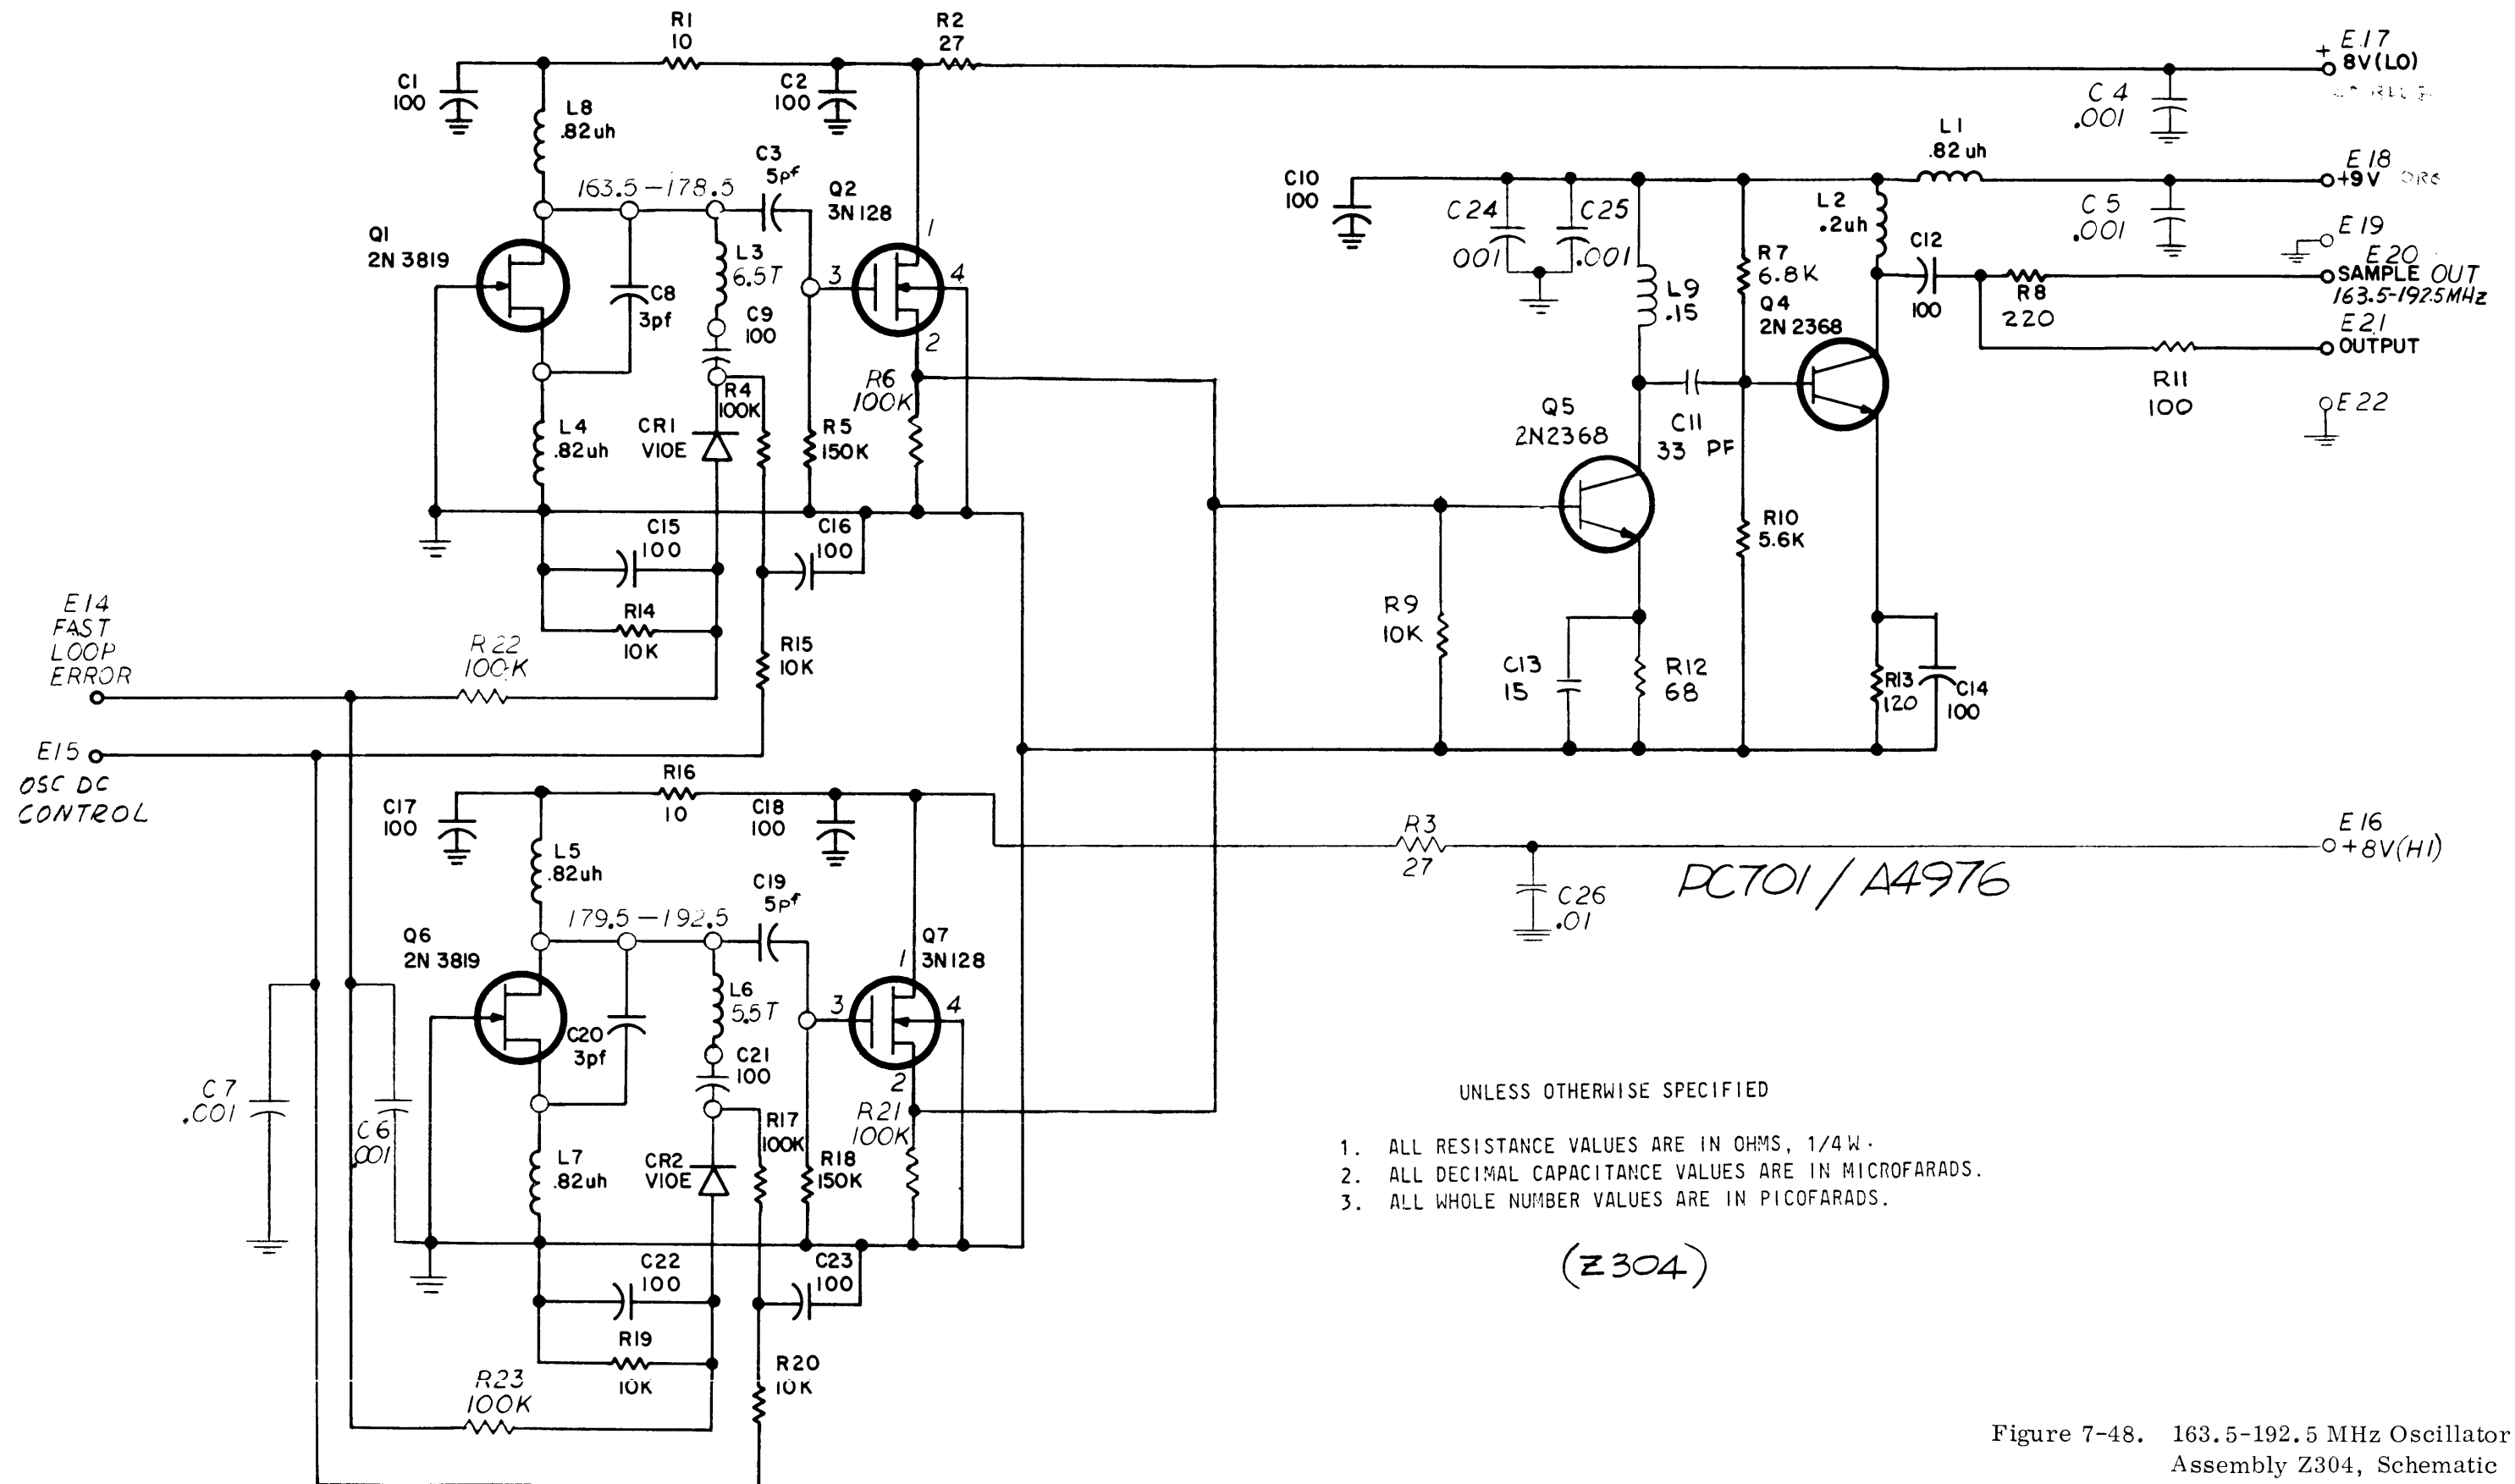 R1
10
R2
27
E17
+ 8V(LO)
C1
100
C2
100
C4
.001
L8
.82uh
L1
.82uh
C3
5pf
163.5-178.5
Q2
3N128
1
C10
100
C24
001
C25
.001
L2
.2uh
E18
+9V
C5
.001
E19
C12
100
E20
SAMPLE OUT
163.5-192.5MHz
R8
220
E21
OUTPUT
Q1
2N3819
L3
6.5T
3
4
C8
3pf
C9
100
2
R7
6.8K
L9
.15
Q4
2N2368
R4
100K
R6
100K
R11
100
E22
L4
.82uh
CR1
V10E
R5
150K
Q5
2N2368
C11
33 PF
C15
100
C16
100
R10
5.6K
E14
FAST
LOOP
ERROR
R14
10K
R22
100K
R15
10K
R9
10K
C13
15
R12
68
R13
120
C14
100
E15
OSC DC
CONTROL
R16
10
C17
100
C18
100
R3
27
E16
+8V(HI)
L5
.82uh
C19
5pf
C26
.01
PC701/A4976
179.5-192.5
Q6
2N3819
Q7
3N128
1
L6
5.5T
3
4
C20
3pf
C21
100
2
C7
.001
C6
.001
R17
100K
R21
100K
L7
.82uh
CR2
V10E
R18
150K
UNLESS OTHERWISE SPECIFIED
1. ALL RESISTANCE VALUES ARE IN OHMS, 1/4W.
2. ALL DECIMAL CAPACITANCE VALUES ARE IN MICROFARADS.
3. ALL WHOLE NUMBER VALUES ARE IN PICOFARADS.
(Z304)
C22
100
C23
100
R19
10K
R20
10K
R23
100K
Figure 7-48. 163.5-192.5 MHz Oscillator
Assembly Z304, Schematic